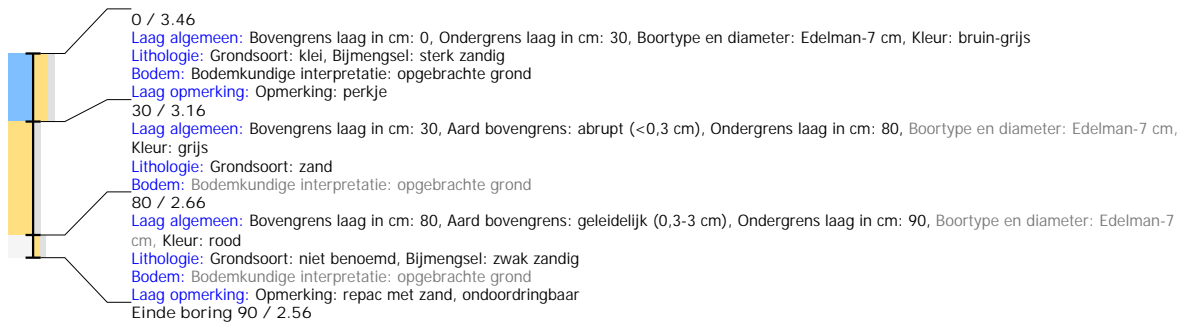 0 / 3.46
Laag algemeen: Bovengrens laag in cm: 0, Ondergrens laag in cm: 30, Boortype en diameter: Edelman-7 cm, Kleur: bruin-grijs
Lithologie: Grondsoort: klei, Bijmengsel: sterk zandig
Bodem: Bodemkundige interpretatie: opgebrachte grond
Laag opmerking: Opmerking: perkje
30 / 3.16
Laag algemeen: Bovengrens laag in cm: 30, Aard bovengrens: abrupt (<0,3 cm), Ondergrens laag in cm: 80, Boortype en diameter: Edelman-7 cm,
Kleur: grijs
Lithologie: Grondsoort: zand
Bodem: Bodemkundige interpretatie: opgebrachte grond
80 / 2.66
Laag algemeen: Bovengrens laag in cm: 80, Aard bovengrens: geleidelijk (0,3-3 cm), Ondergrens laag in cm: 90, Boortype en diameter: Edelman-7
cm, Kleur: rood
Lithologie: Grondsoort: niet benoemd, Bijmengsel: zwak zandig
Bodem: Bodemkundige interpretatie: opgebrachte grond
Laag opmerking: Opmerking: repac met zand, ondoordringbaar
Einde boring 90 / 2.56